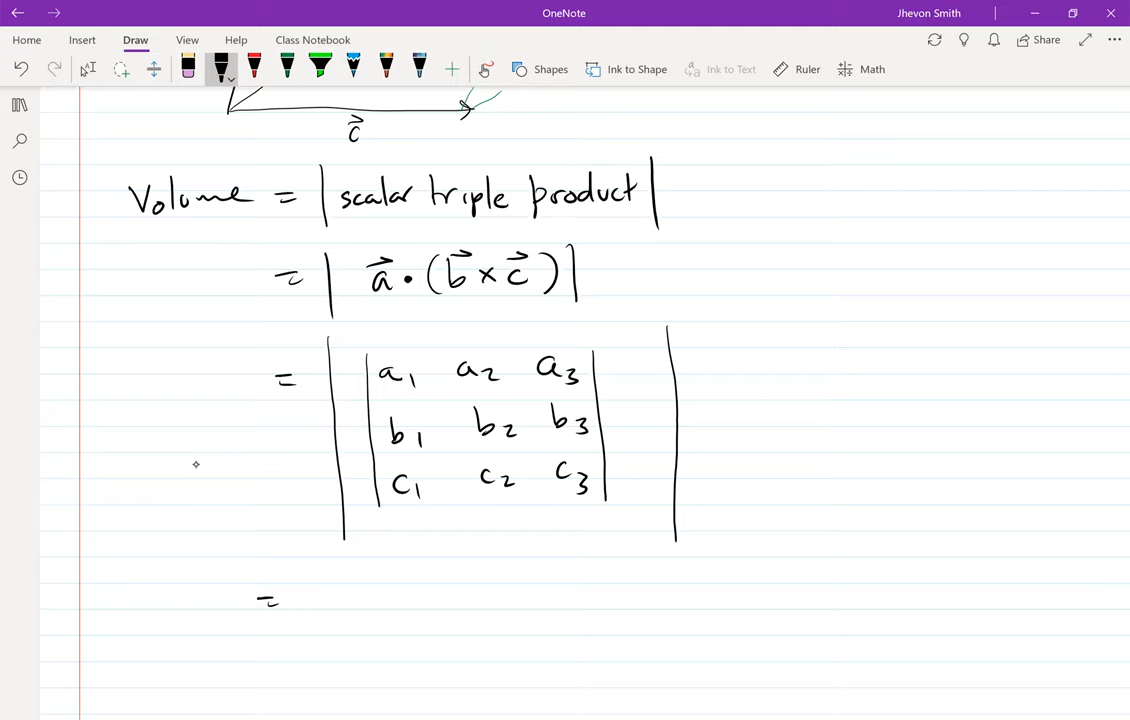 OneNote
Jhevon Smith
Home Insert Draw View Help Class Notebook
Share
Shapes Ink to Shape Ink to Text Ruler Math
c⃗
Volume = | scalar triple product |
= | a⃗ • (b⃗ × c⃗) |
= | | a₁ a₂ a₃ | |
b₁ b₂ b₃
c₁ c₂ c₃
=